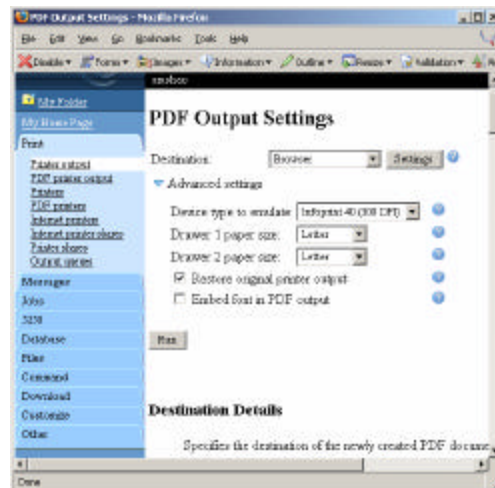 PDF Output Settings - Mozilla Firefox
File Edit View Go Bookmarks Tools Help
Disable Forms Images Information Outline Resize Validation
My Folder
My Home Page
Print
Printer output
PDF printer output
Printers
PDF printers
Internet printers
Internet printer shares
Printer shares
Output queues
Messages
Jobs
5250
Database
Files
Command
Download
Customize
Other
PDF Output Settings
Destination: Browser Settings
Advanced settings
Device type to emulate Infoprint 40 (300 DPI)
Drawer 1 paper size: Letter
Drawer 2 paper size: Letter
Restore original printer output
Embed font in PDF output
Run
Destination Details
Specifies the destination of the newly created PDF docume
Done